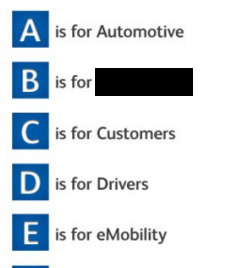 A is for Automotive
B is for
C is for Customers
D is for Drivers
E is for eMobility